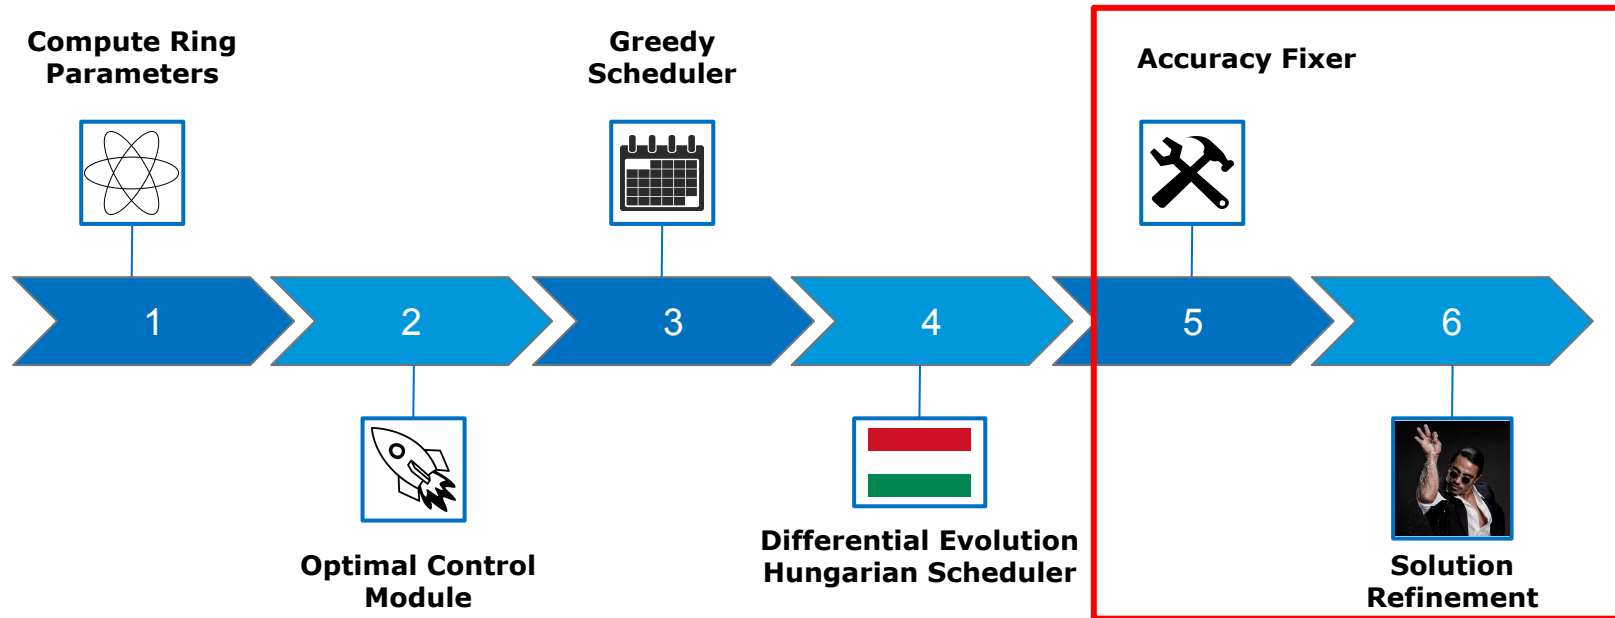 Compute Ring
Parameters
Greedy
Scheduler
Accuracy Fixer
1
2
3
4
5
6
Optimal Control
Module
Differential Evolution
Hungarian Scheduler
Solution
Refinement